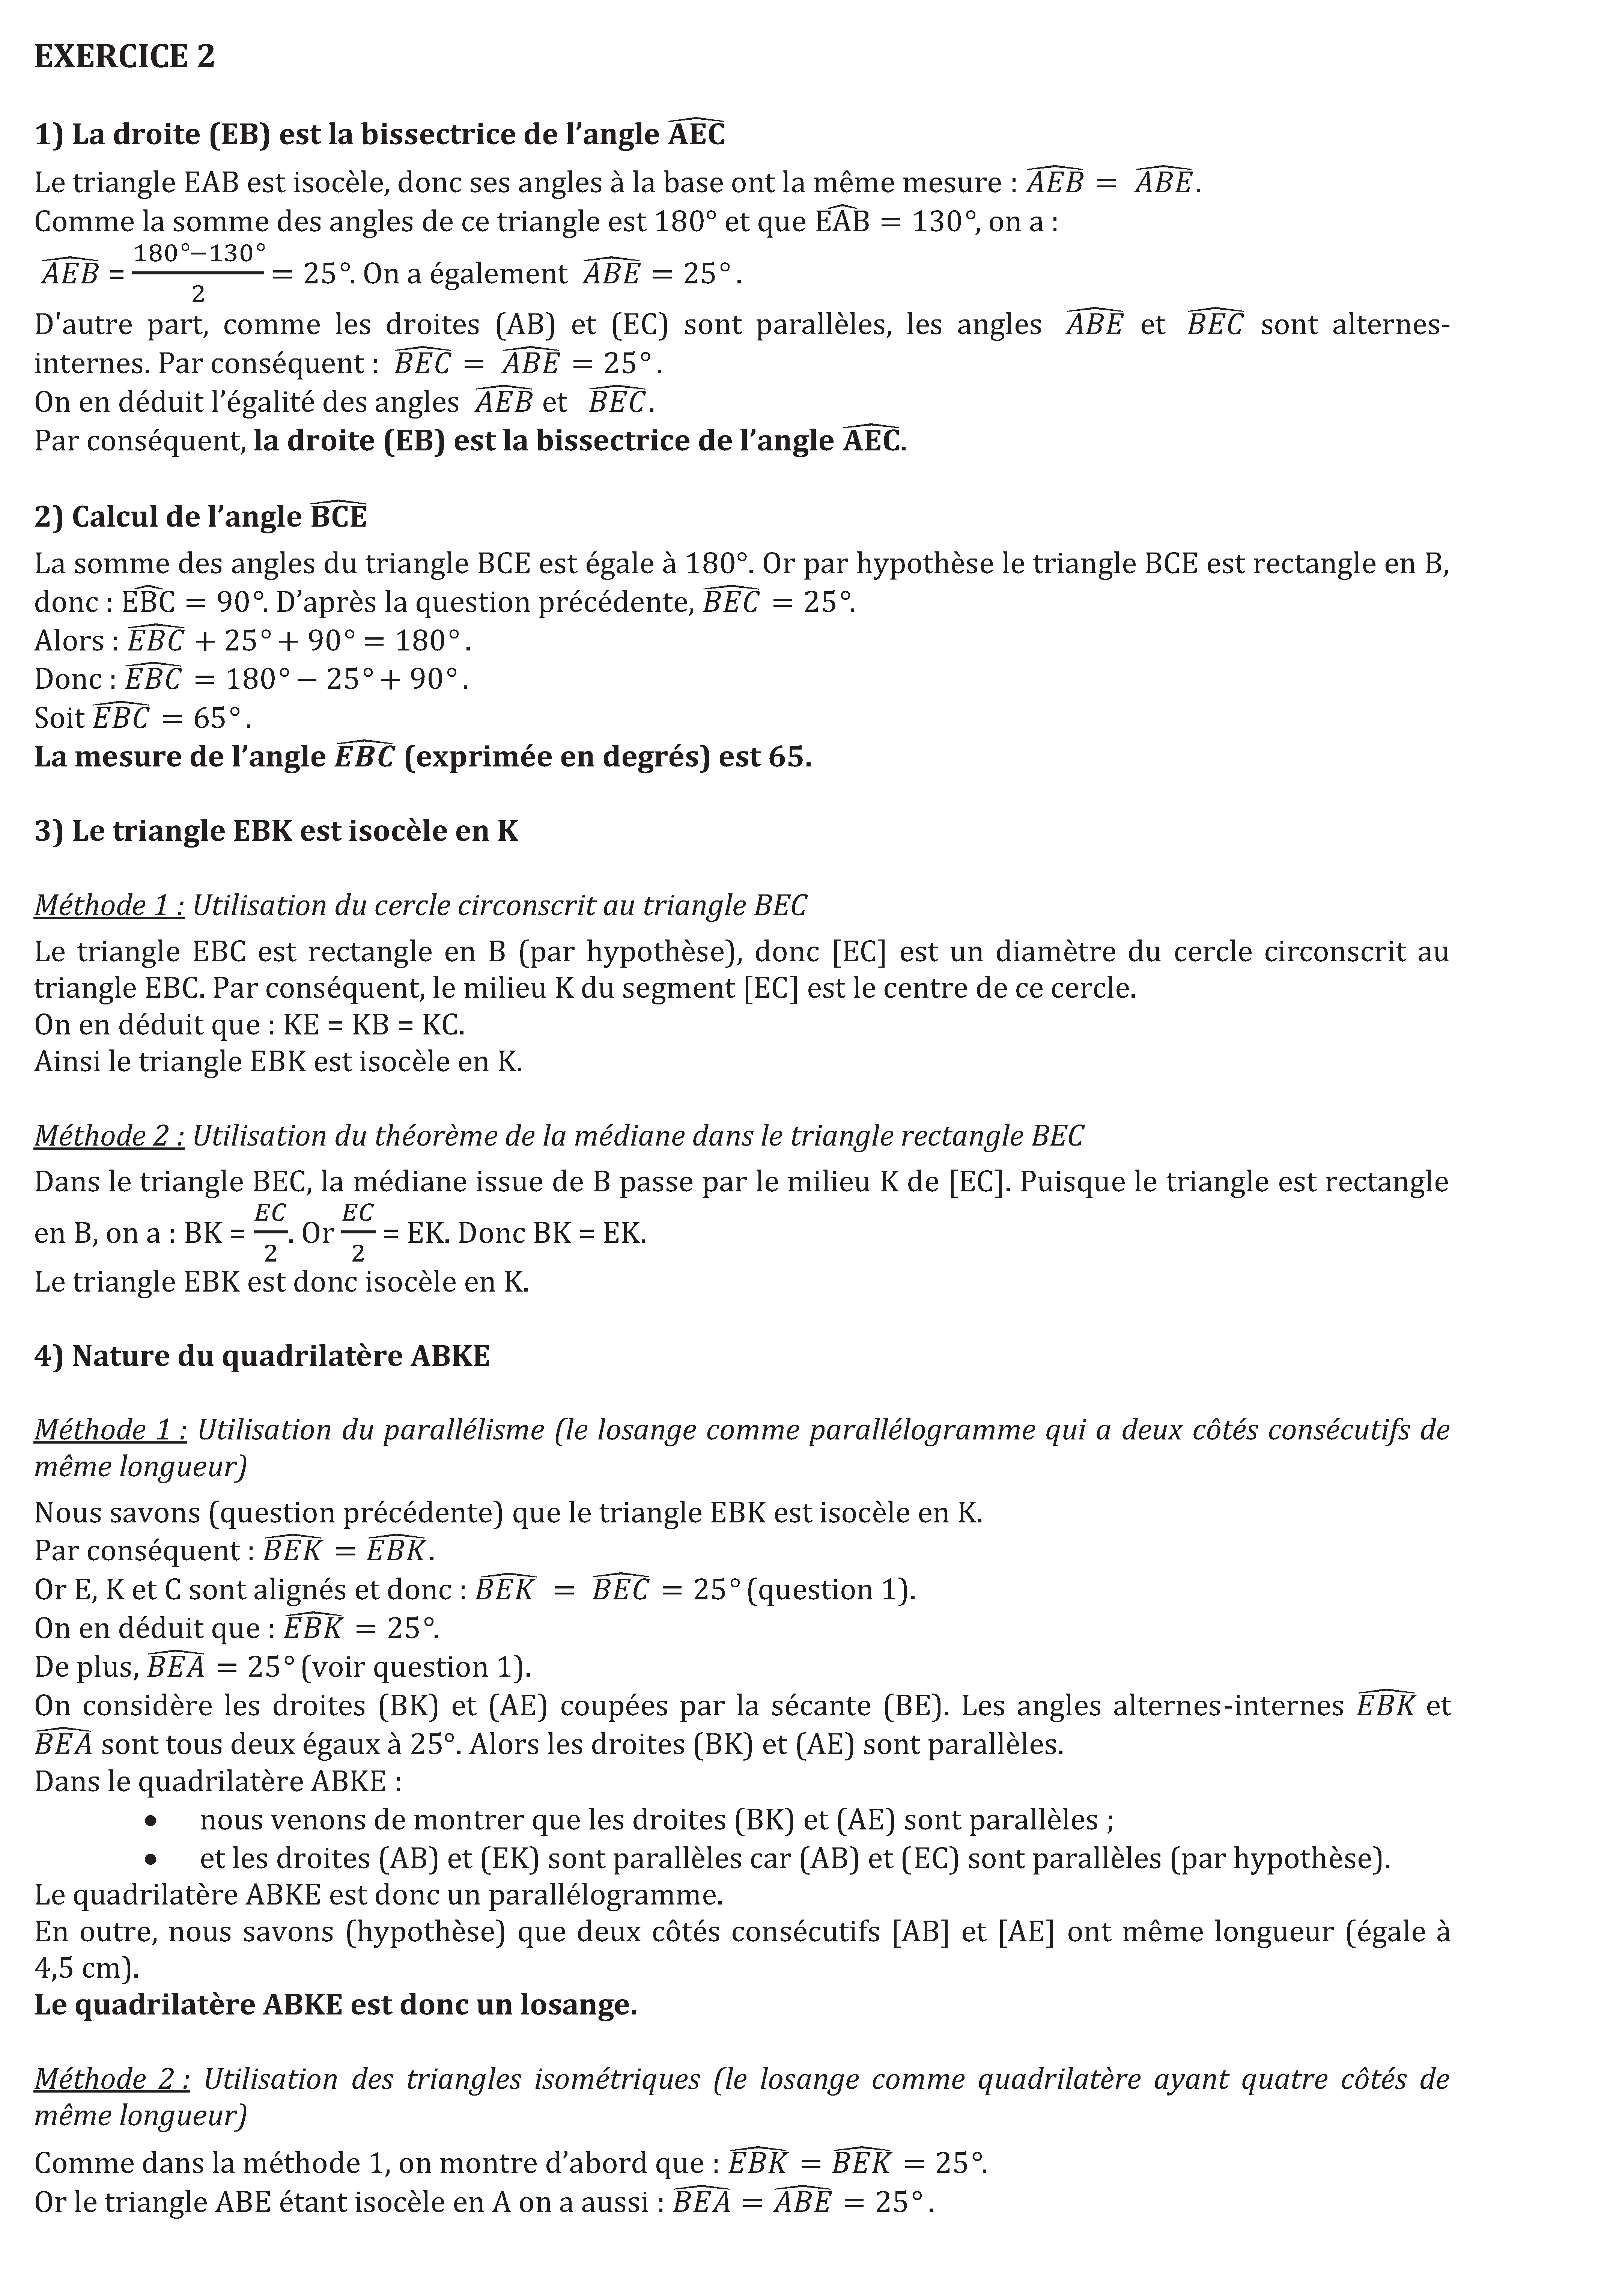 EXERCICE 2
1) La droite (EB) est la bissectrice de l’angle \widehat{AEC}
Le triangle EAB est isocèle, donc ses angles à la base ont la même mesure : \widehat{AEB} = \widehat{ABE}.
Comme la somme des angles de ce triangle est 180° et que \widehat{EAB} = 130°, on a :
\widehat{AEB} = \frac{180°−130°}{2} = 25°. On a également \widehat{ABE} = 25°.
D'autre part, comme les droites (AB) et (EC) sont parallèles, les angles \widehat{ABE} et \widehat{BEC} sont alternes-
internes. Par conséquent : \widehat{BEC} = \widehat{ABE} = 25°.
On en déduit l’égalité des angles \widehat{AEB} et \widehat{BEC}.
Par conséquent, la droite (EB) est la bissectrice de l’angle \widehat{AEC}.
2) Calcul de l’angle \widehat{BCE}
La somme des angles du triangle BCE est égale à 180°. Or par hypothèse le triangle BCE est rectangle en B,
donc : \widehat{EBC} = 90°. D’après la question précédente, \widehat{BEC} = 25°.
Alors : \widehat{EBC} + 25° + 90° = 180°.
Donc : \widehat{EBC} = 180° − 25° + 90°.
Soit \widehat{EBC} = 65°.
La mesure de l’angle \widehat{EBC} (exprimée en degrés) est 65.
3) Le triangle EBK est isocèle en K
Méthode 1 : Utilisation du cercle circonscrit au triangle BEC
Le triangle EBC est rectangle en B (par hypothèse), donc [EC] est un diamètre du cercle circonscrit au
triangle EBC. Par conséquent, le milieu K du segment [EC] est le centre de ce cercle.
On en déduit que : KE = KB = KC.
Ainsi le triangle EBK est isocèle en K.
Méthode 2 : Utilisation du théorème de la médiane dans le triangle rectangle BEC
Dans le triangle BEC, la médiane issue de B passe par le milieu K de [EC]. Puisque le triangle est rectangle
en B, on a : BK = \frac{EC}{2}. Or \frac{EC}{2} = EK. Donc BK = EK.
Le triangle EBK est donc isocèle en K.
4) Nature du quadrilatère ABKE
Méthode 1 : Utilisation du parallélisme (le losange comme parallélogramme qui a deux côtés consécutifs de
même longueur)
Nous savons (question précédente) que le triangle EBK est isocèle en K.
Par conséquent : \widehat{BEK} = \widehat{EBK}.
Or E, K et C sont alignés et donc : \widehat{BEK} = \widehat{BEC} = 25° (question 1).
On en déduit que : \widehat{EBK} = 25°.
De plus, \widehat{BEA} = 25° (voir question 1).
On considère les droites (BK) et (AE) coupées par la sécante (BE). Les angles alternes-internes \widehat{EBK} et
\widehat{BEA} sont tous deux égaux à 25°. Alors les droites (BK) et (AE) sont parallèles.
Dans le quadrilatère ABKE :
• nous venons de montrer que les droites (BK) et (AE) sont parallèles ;
• et les droites (AB) et (EK) sont parallèles car (AB) et (EC) sont parallèles (par hypothèse).
Le quadrilatère ABKE est donc un parallélogramme.
En outre, nous savons (hypothèse) que deux côtés consécutifs [AB] et [AE] ont même longueur (égale à
4,5 cm).
Le quadrilatère ABKE est donc un losange.
Méthode 2 : Utilisation des triangles isométriques (le losange comme quadrilatère ayant quatre côtés de
même longueur)
Comme dans la méthode 1, on montre d’abord que : \widehat{EBK} = \widehat{BEK} = 25°.
Or le triangle ABE étant isocèle en A on a aussi : \widehat{BEA} = \widehat{ABE} = 25°.